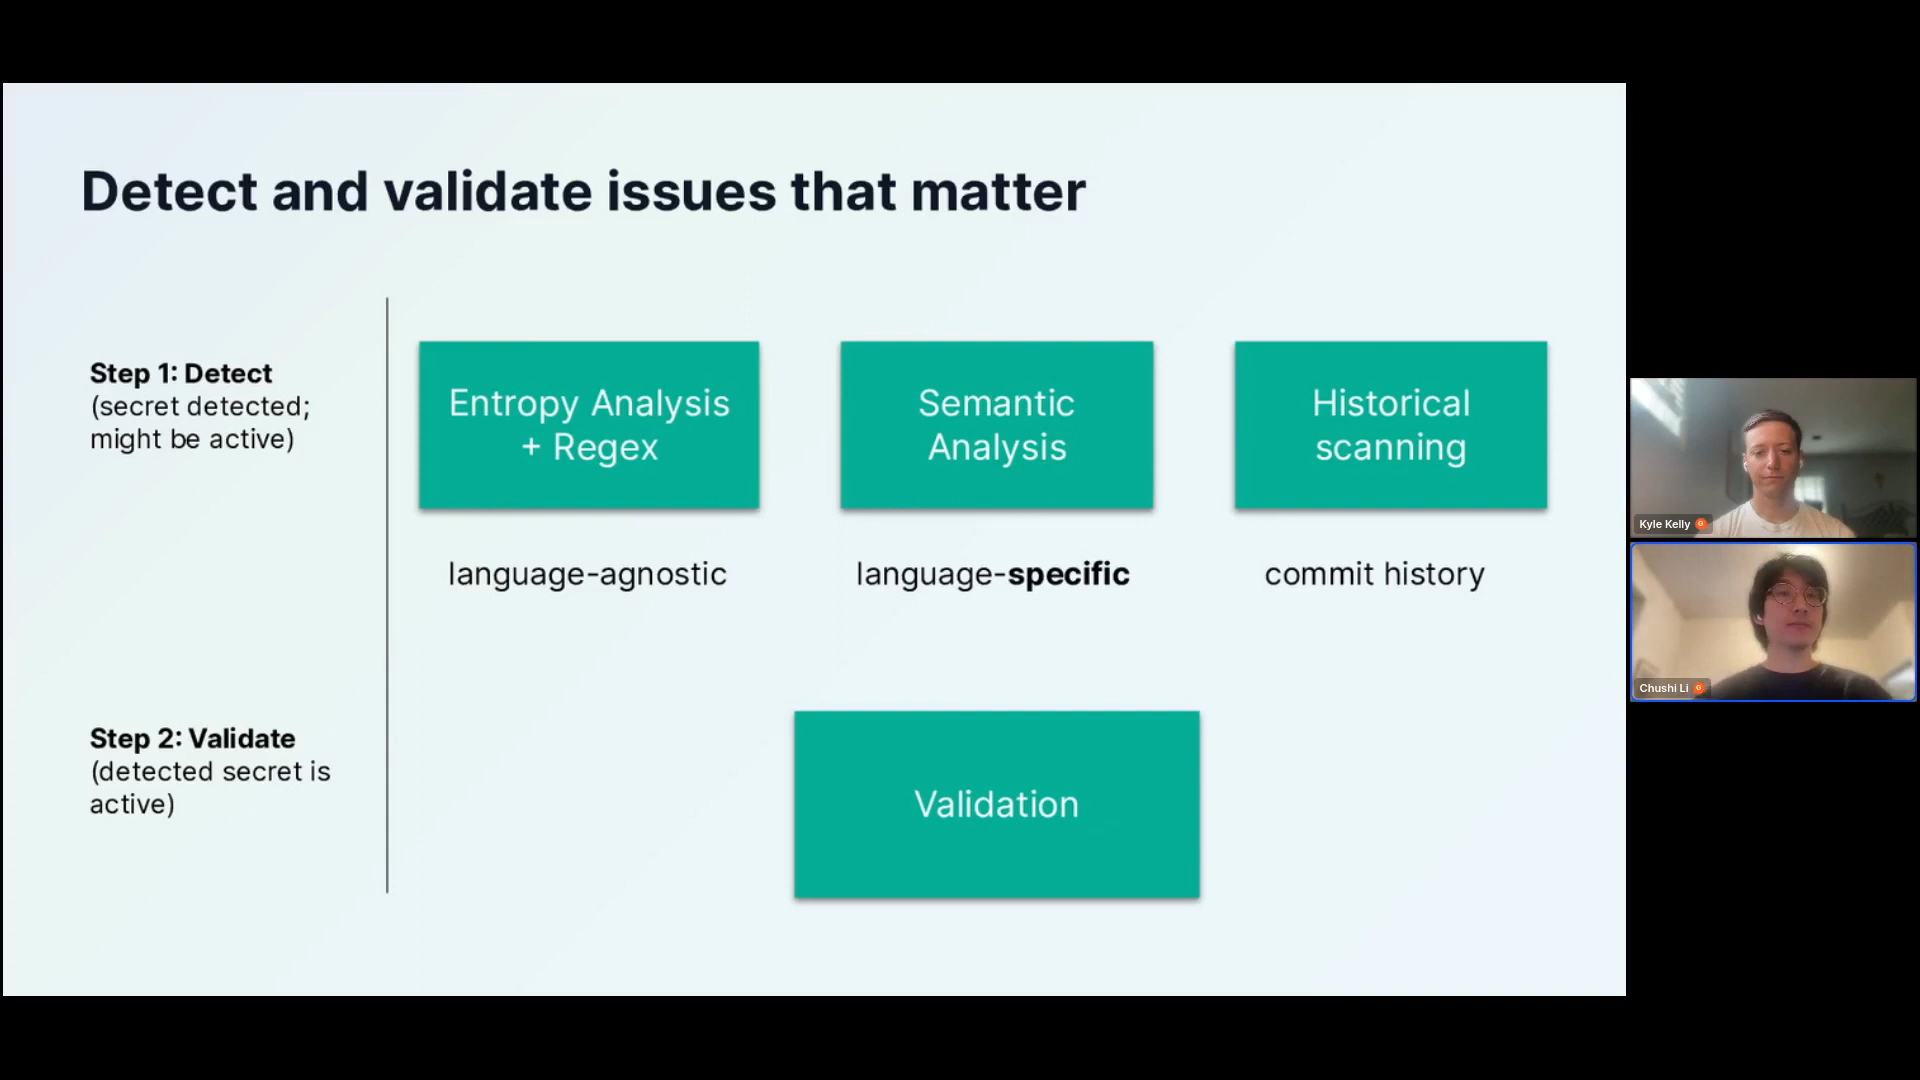 Detect and validate issues that matter
Step 1: Detect
(secret detected;
might be active)
Entropy Analysis
+ Regex
Semantic
Analysis
Historical
scanning
language-agnostic
language-specific
commit history
Step 2: Validate
(detected secret is
active)
Validation
Kyle Kelly
Chushi Li